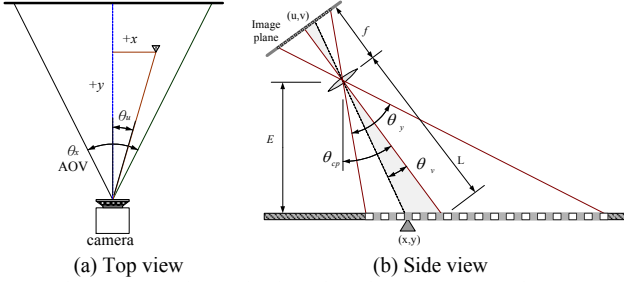 +x
+y
θu
θx
AOV
camera
(a) Top view
Image
plane
(u,v)
f
E
θy
θcp
θv
L
(x,y)
(b) Side view